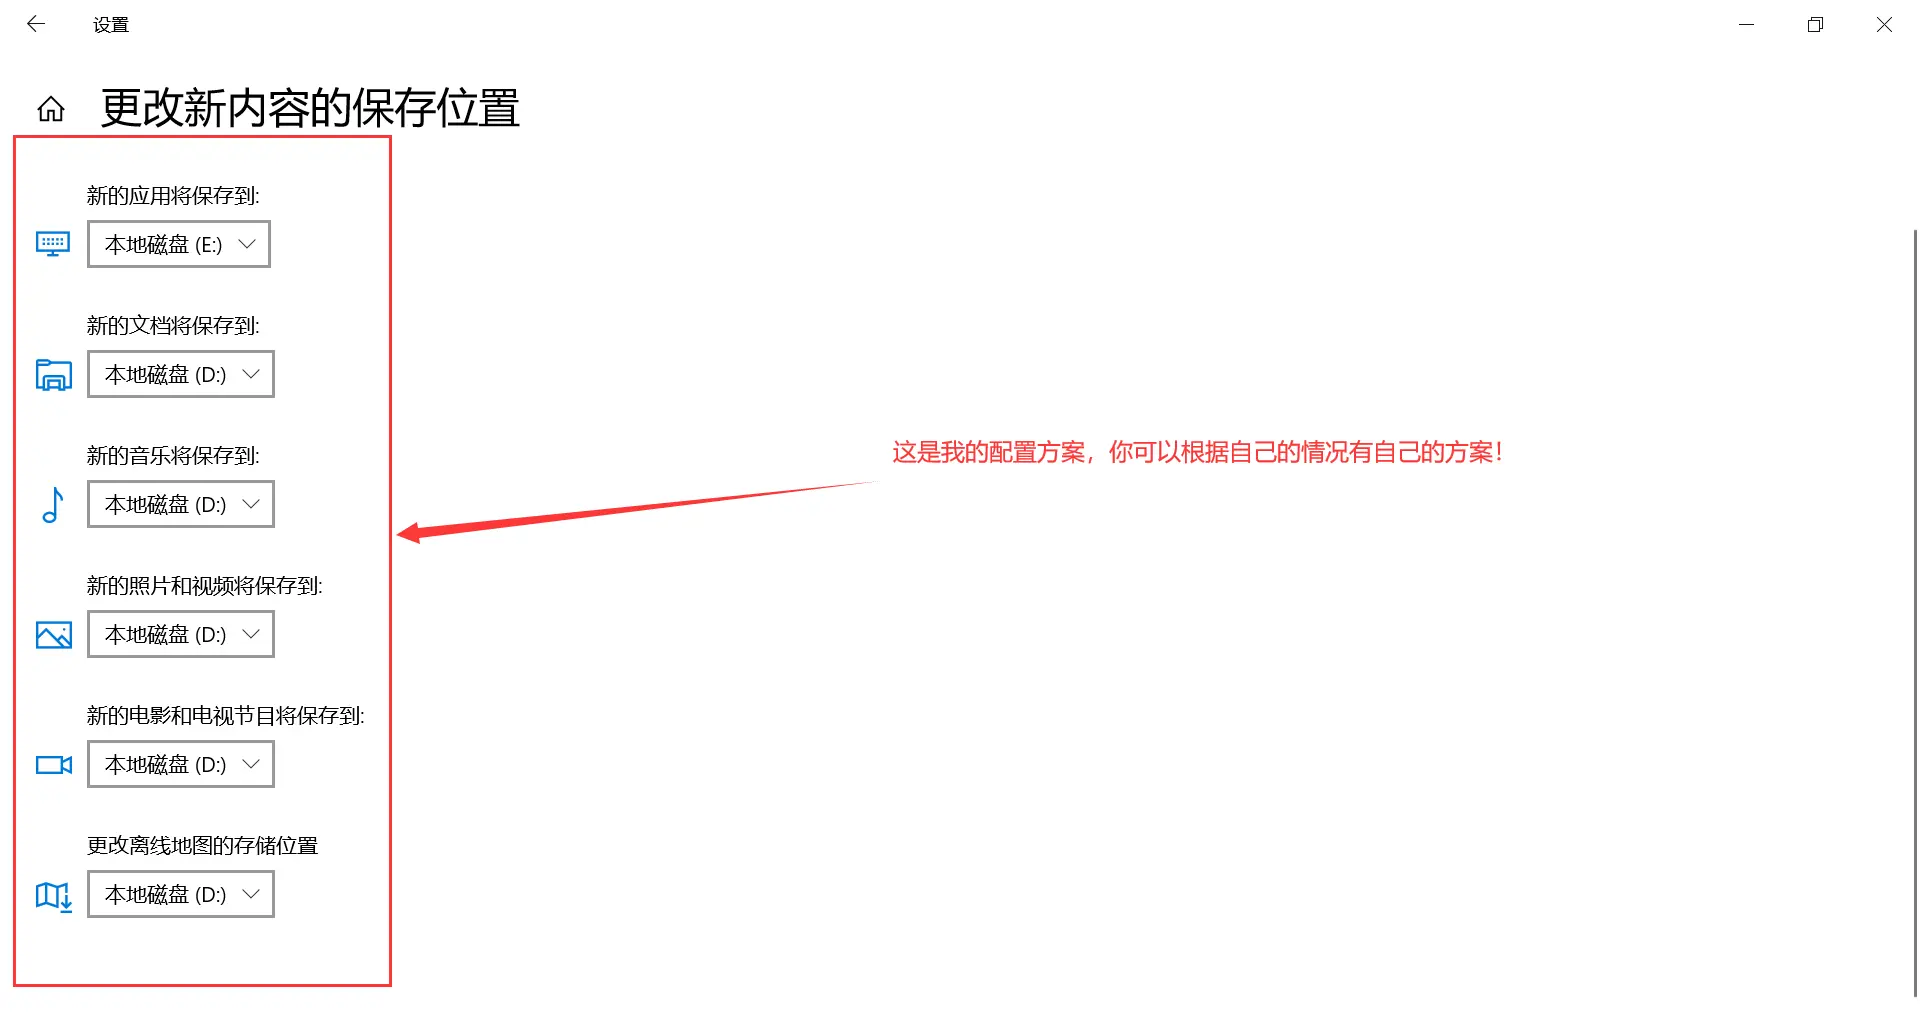 设置
更改新内容的保存位置
新的应用将保存到:
本地磁盘 (E:)
新的文档将保存到:
本地磁盘 (D:)
新的音乐将保存到:
本地磁盘 (D:)
新的照片和视频将保存到:
本地磁盘 (D:)
新的电影和电视节目将保存到:
本地磁盘 (D:)
更改离线地图的存储位置
本地磁盘 (D:)
这是我的配置方案，你可以根据自己的情况有自己的方案！